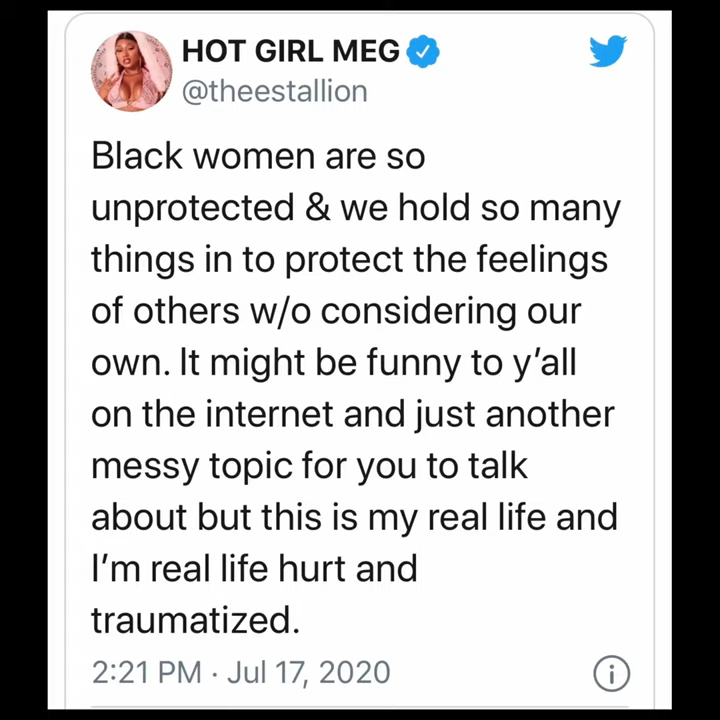 HOT GIRL MEG
@theestallion
Black women are so
unprotected & we hold so many
things in to protect the feelings
of others w/o considering our
own. It might be funny to y’all
on the internet and just another
messy topic for you to talk
about but this is my real life and
I’m real life hurt and
traumatized.
2:21 PM · Jul 17, 2020